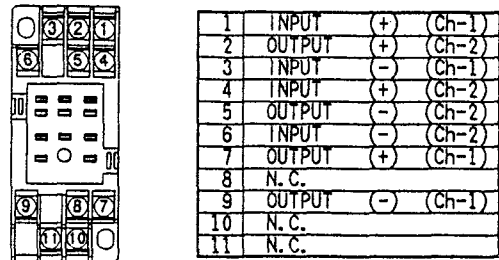 3 2 1
6 5 4
9 8 7
11 10
1 INPUT (+) (Ch-1)
2 OUTPUT (+) (Ch-2)
3 INPUT (-) (Ch-1)
4 INPUT (+) (Ch-2)
5 OUTPUT (-) (Ch-2)
6 INPUT (-) (Ch-2)
7 OUTPUT (+) (Ch-1)
8 N.C.
9 OUTPUT (-) (Ch-1)
10 N.C.
11 N.C.